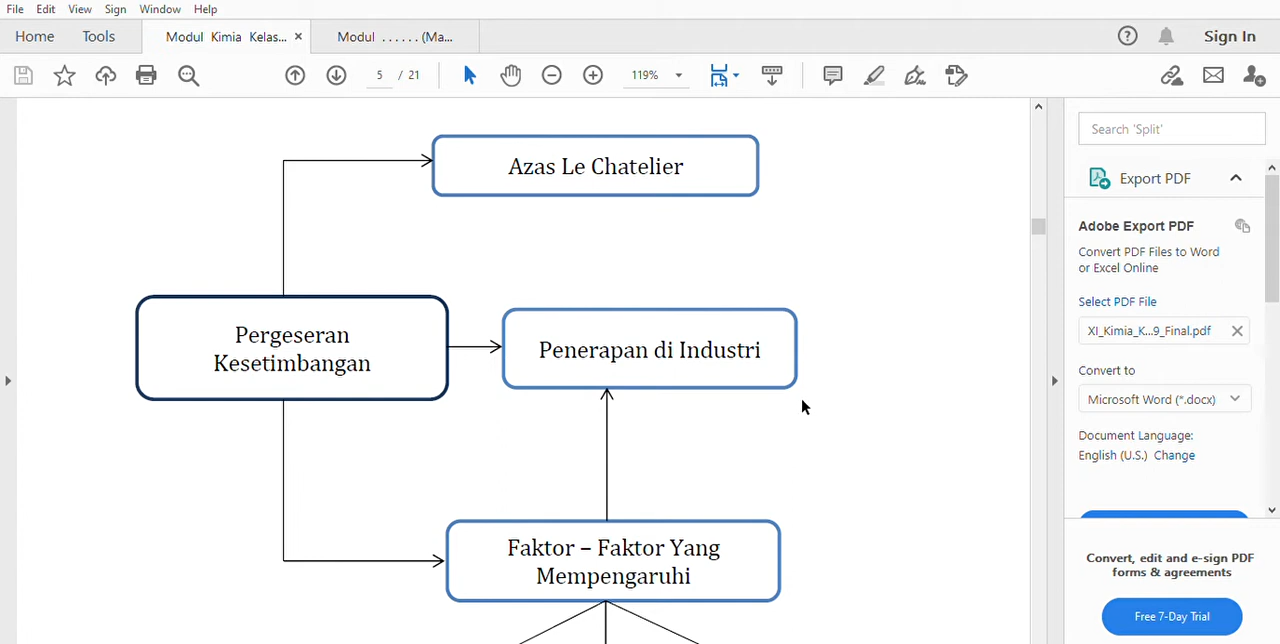 File Edit View Sign Window Help
Home Tools Modul Kimia Kelas... × Modul . . . . . . (Ma... Sign In
5 / 21 119%
Azas Le Chatelier
Pergeseran
Kesetimbangan
Penerapan di Industri
Faktor – Faktor Yang
Mempengaruhi
Search 'Split'
Export PDF
Adobe Export PDF
Convert PDF Files to Word
or Excel Online
Select PDF File
XI_Kimia_K...9_Final.pdf
Convert to
Microsoft Word (*.docx)
Document Language:
English (U.S.) Change
Convert, edit and e-sign PDF
forms & agreements
Free 7-Day Trial